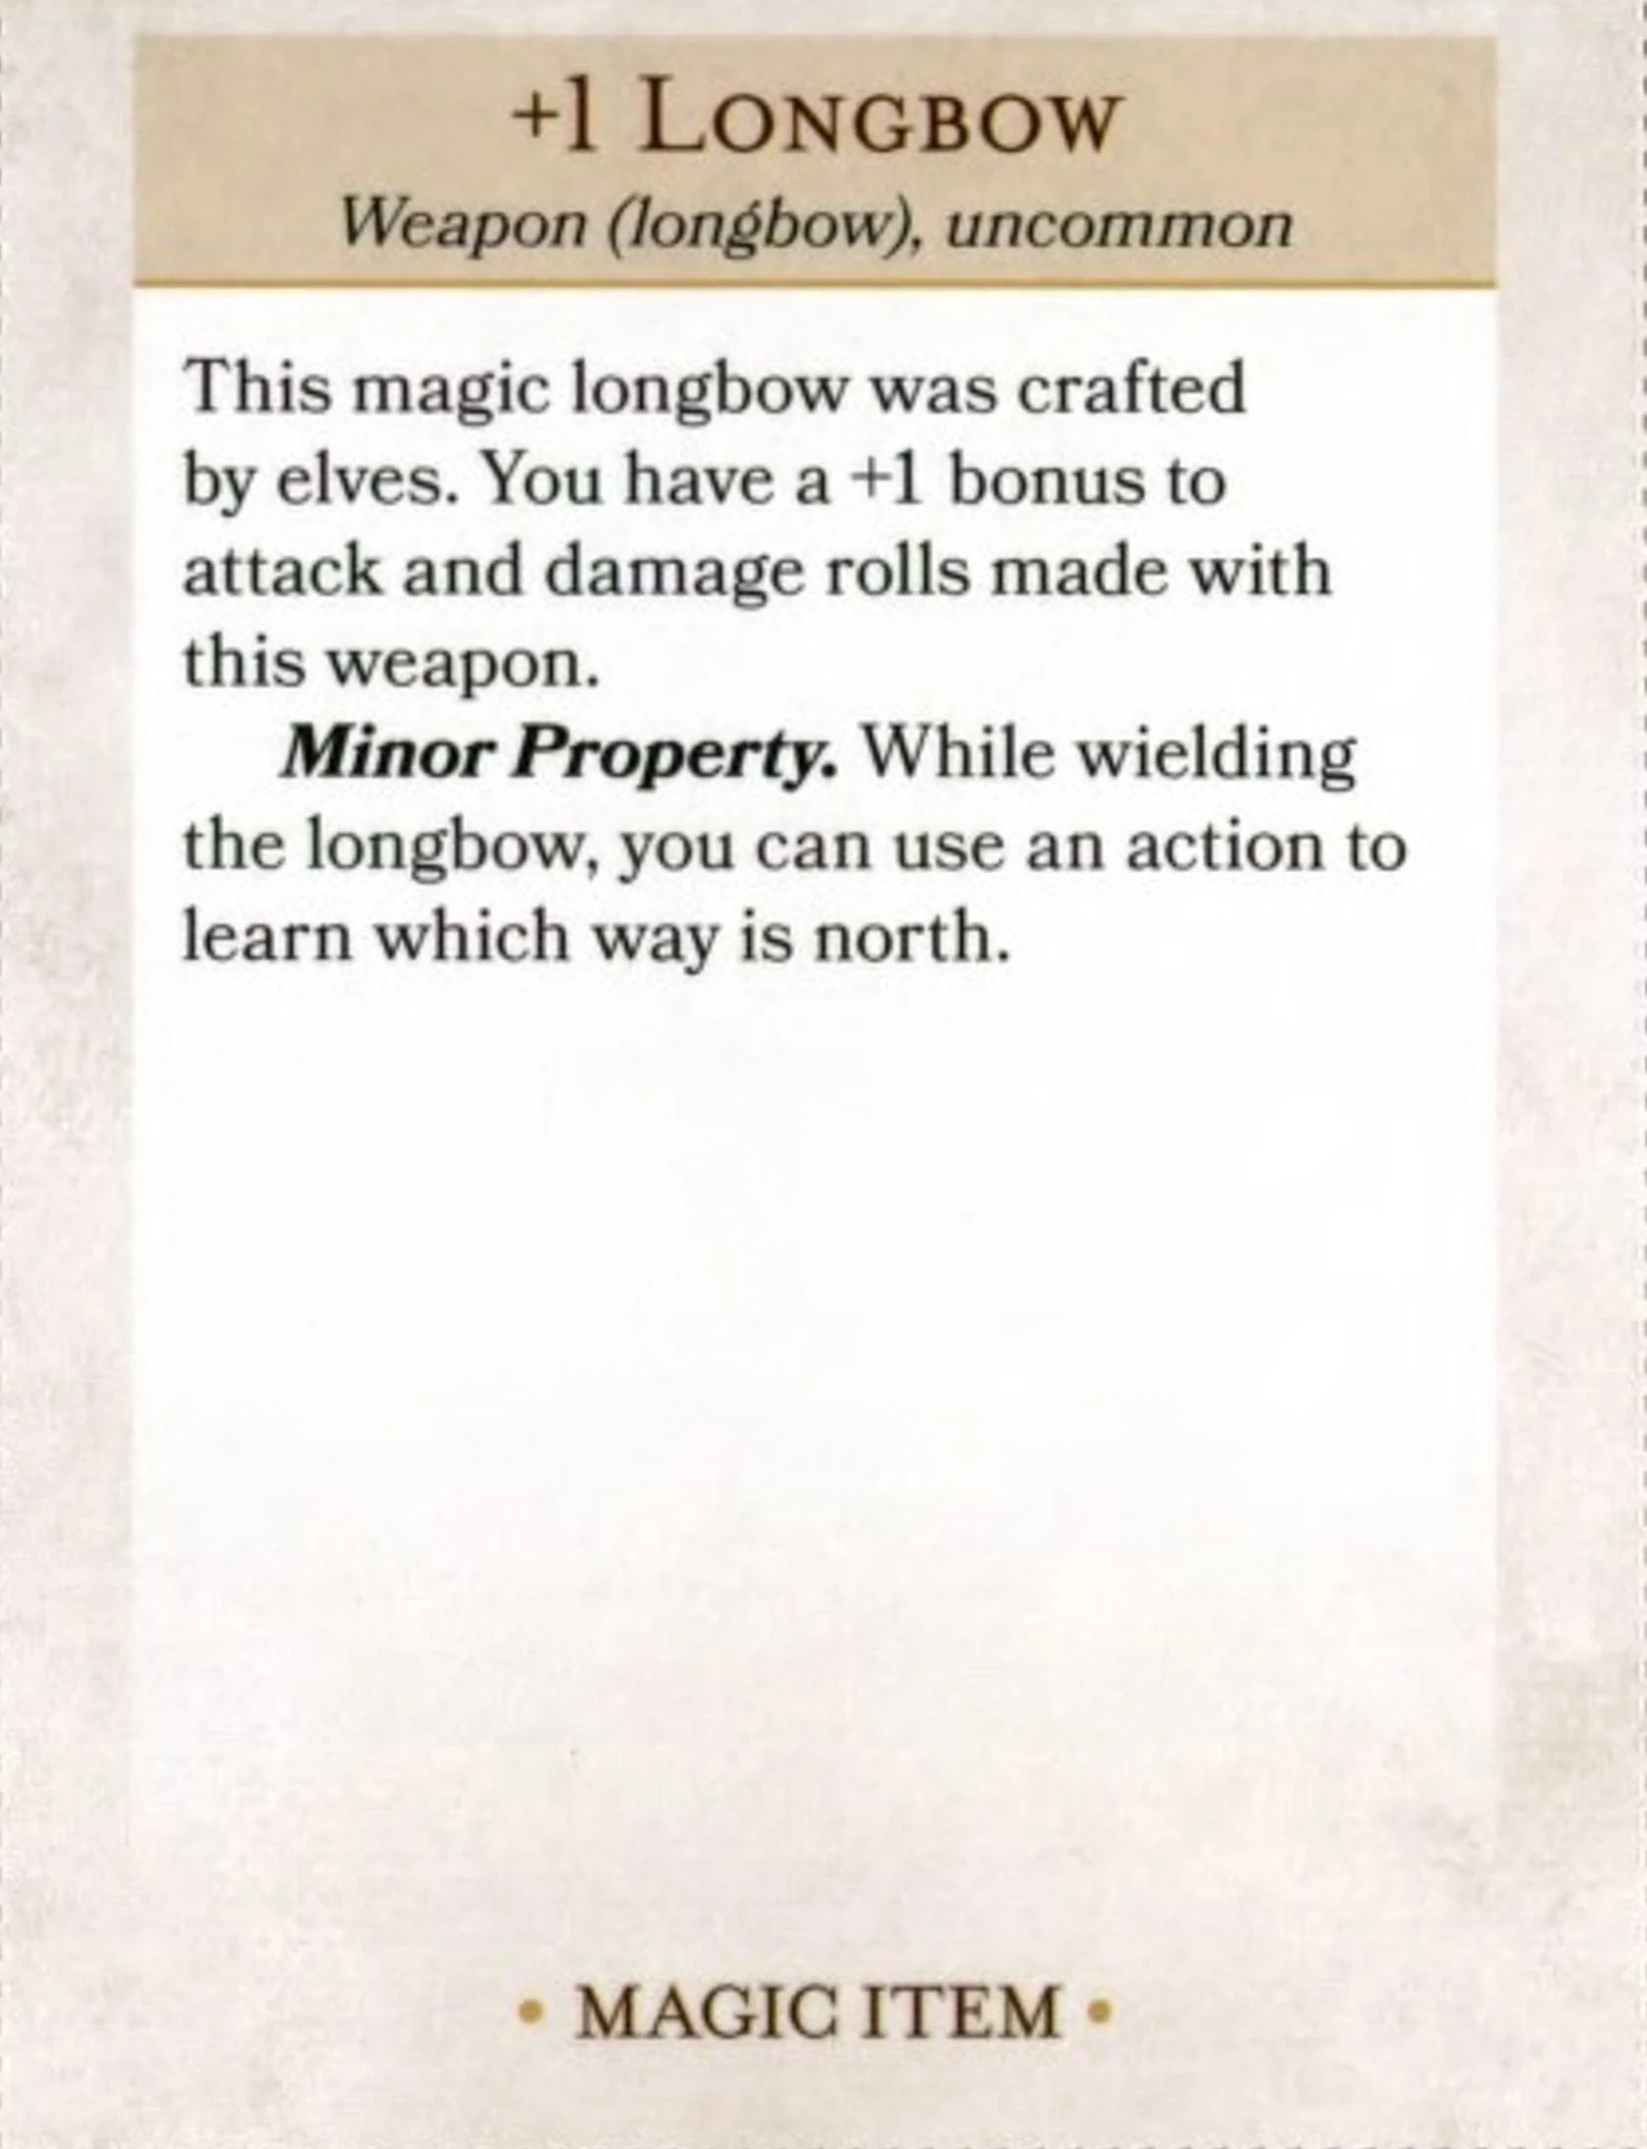 +1 LONGBOW
Weapon (longbow), uncommon
This magic longbow was crafted
by elves. You have a +1 bonus to
attack and damage rolls made with
this weapon.
Minor Property. While wielding
the longbow, you can use an action to
learn which way is north.
• MAGIC ITEM •